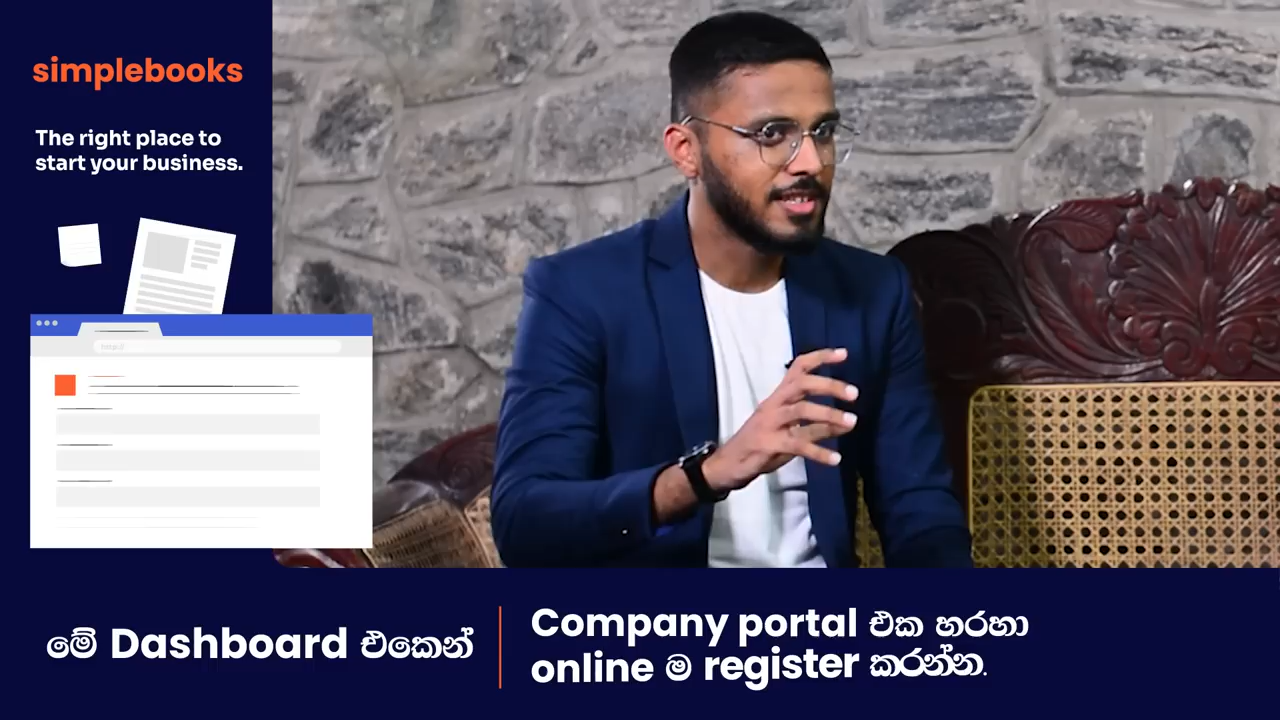 simplebooks
The right place to
start your business.
මේ Dashboard එකෙන්
Company portal එක හරහා
online ම register කරන්න.